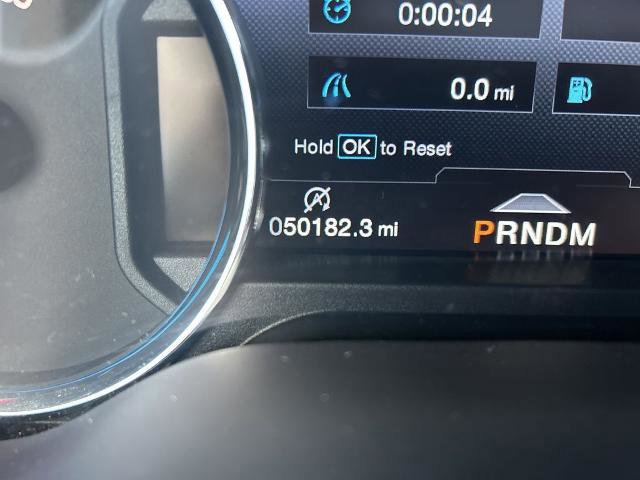 0:00:04
0.0 mi
Hold OK to Reset
050182.3 mi
PRNDM